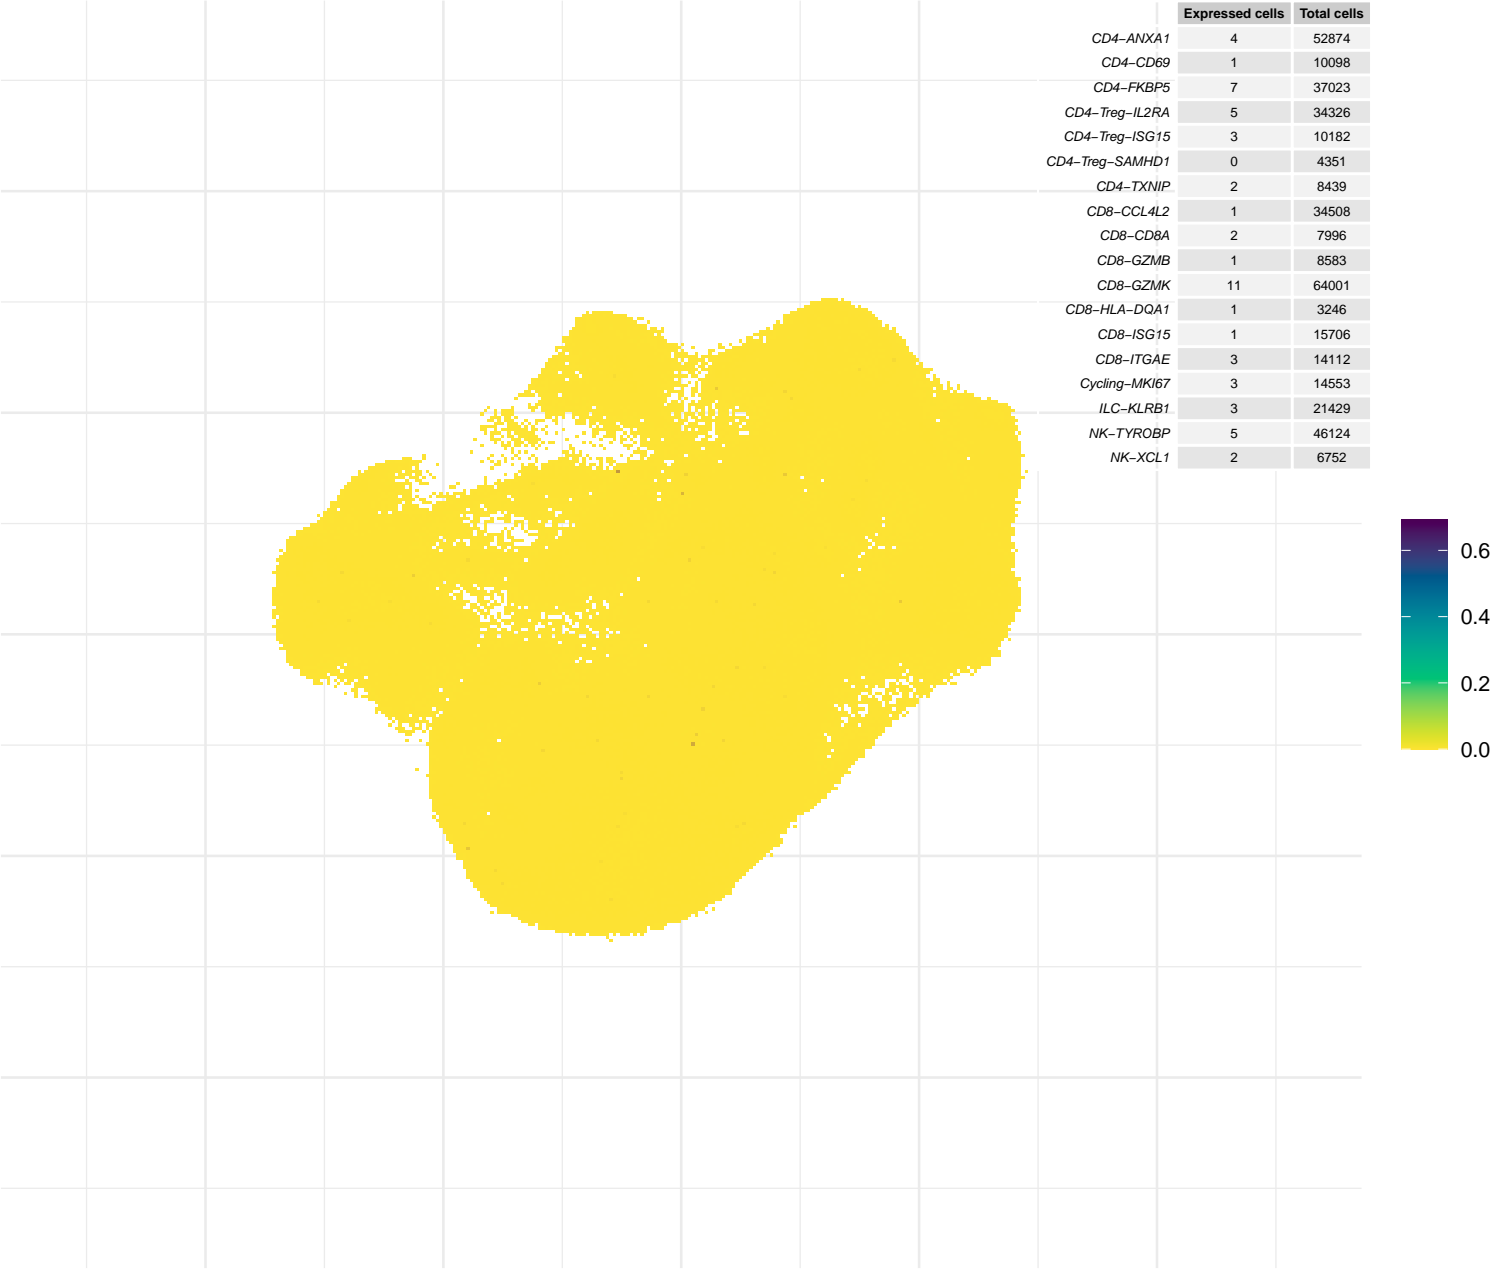 Expressed cells Total cells
CD4−ANXA1 4 52874
CD4−CD69 1 10098
CD4−FKBP5 7 37023
CD4−Treg−IL2RA 5 34326
CD4−Treg−ISG15 3 10182
CD4−Treg−SAMHD1 0 4351
CD4−TXNIP 2 8439
CD8−CCL4L2 1 34508
CD8−CD8A 2 7996
CD8−GZMB 1 8583
CD8−GZMK 11 64001
CD8−HLA−DQA1 1 3246
CD8−ISG15 1 15706
CD8−ITGAE 3 14112
Cycling−MKI67 3 14553
ILC−KLRB1 3 21429
NK−TYROBP 5 46124
NK−XCL1 2 6752
0.6
0.4
0.2
0.0